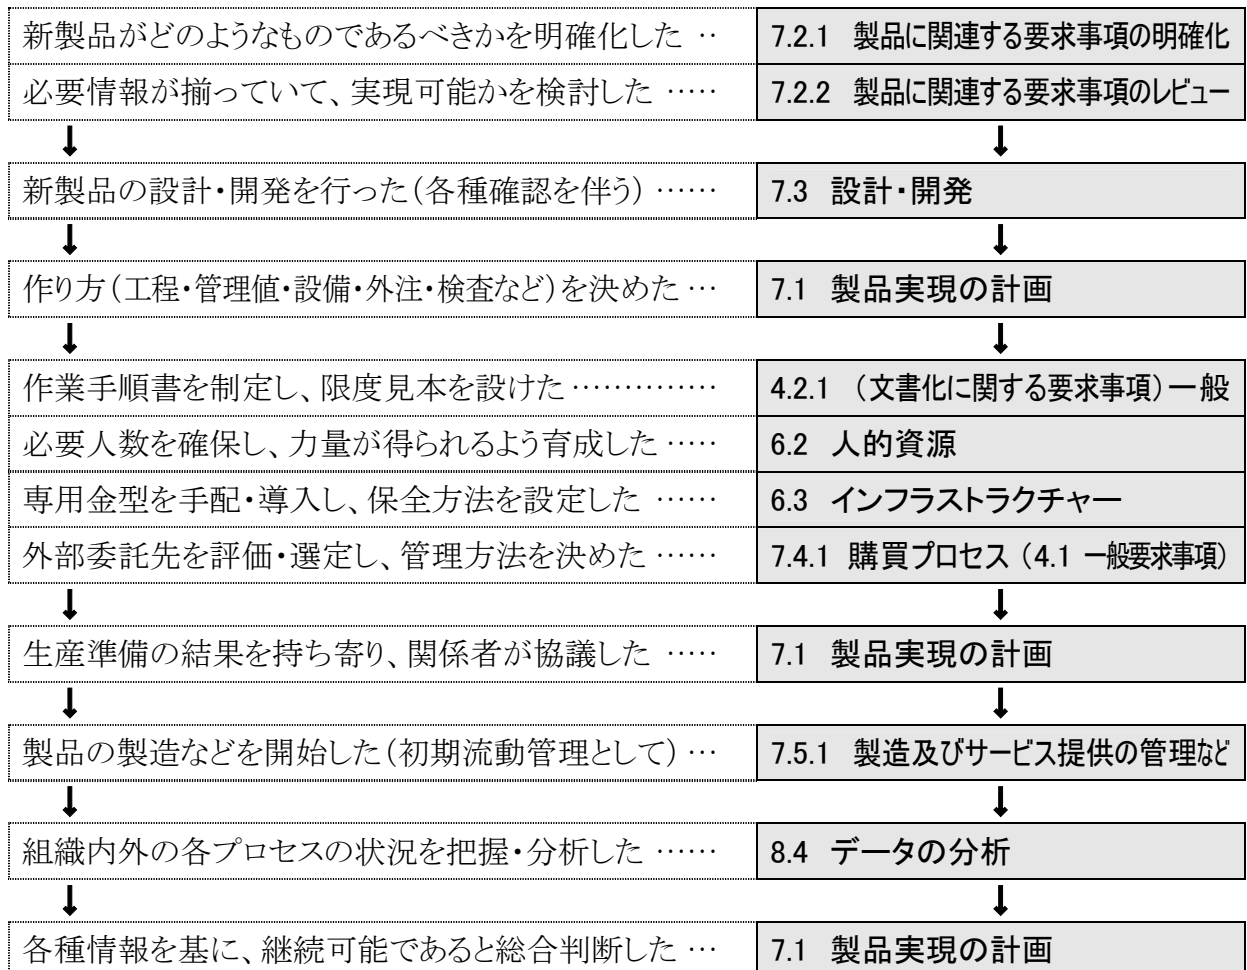 新製品がどのようなものであるべきかを明確化した ‥ 7.2.1 製品に関連する要求事項の明確化
必要情報が揃っていて、実現可能かを検討した ‥‥‥ 7.2.2 製品に関連する要求事項のレビュー
↓ ↓
新製品の設計・開発を行った(各種確認を伴う) ‥‥‥ 7.3 設計・開発
↓ ↓
作り方(工程・管理値・設備・外注・検査など)を決めた ‥‥ 7.1 製品実現の計画
↓ ↓
作業手順書を制定し、限度見本を設けた ‥‥‥‥‥‥‥ 4.2.1 (文書化に関する要求事項)一般
必要人数を確保し、力量が得られるよう育成した ‥‥‥ 6.2 人的資源
専用金型を手配・導入し、保全方法を設定した ‥‥‥ 6.3 インフラストラクチャー
外部委託先を評価・選定し、管理方法を決めた ‥‥‥ 7.4.1 購買プロセス(4.1 一般要求事項)
↓ ↓
生産準備の結果を持ち寄り、関係者が協議した ‥‥‥ 7.1 製品実現の計画
↓ ↓
製品の製造などを開始した(初期流動管理として) ‥‥ 7.5.1 製造及びサービス提供の管理など
↓ ↓
組織内外の各プロセスの状況を把握・分析した ‥‥‥ 8.4 データの分析
↓ ↓
各種情報を基に、継続可能であると総合判断した ‥‥ 7.1 製品実現の計画